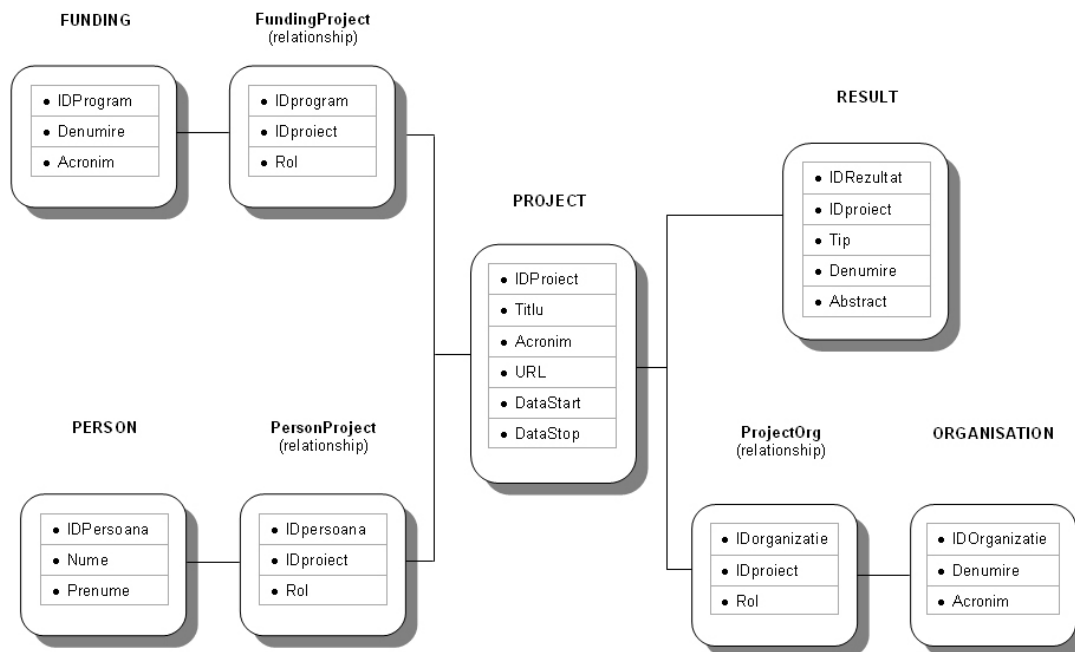 FUNDING
IDProgram
Denumire
Acronim
FundingProject
(relationship)
IDprogram
IDproiect
Rol
PERSON
IDPersoana
Nume
Prenume
PersonProject
(relationship)
IDpersoana
IDproiect
Rol
PROJECT
IDProiect
Titlu
Acronim
URL
DataStart
DataStop
RESULT
IDRezultat
IDproiect
Tip
Denumire
Abstract
ProjectOrg
(relationship)
IDorganizatie
IDproiect
Rol
ORGANISATION
IDOrganizatie
Denumire
Acronim